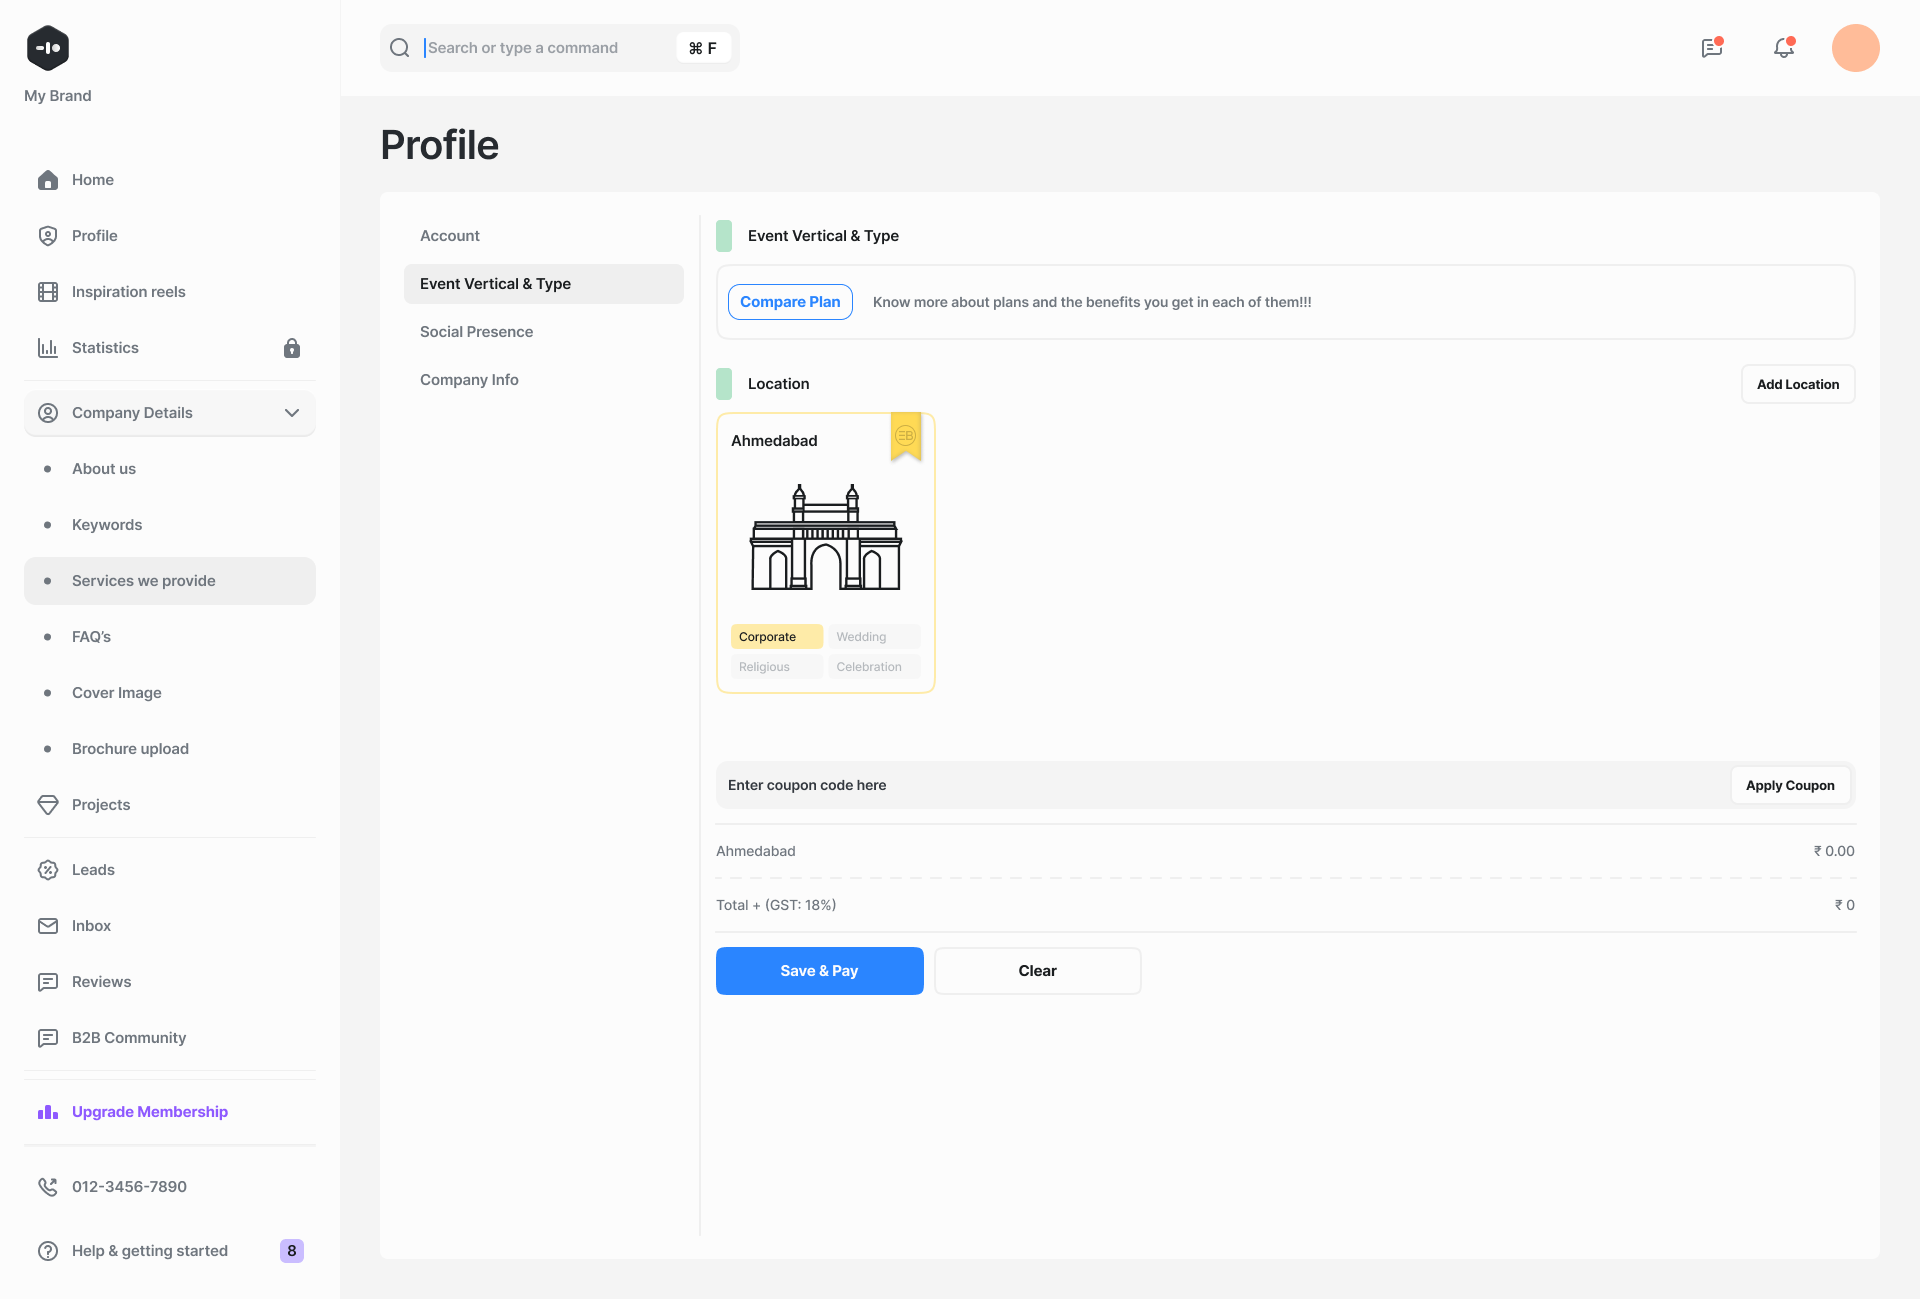 My Brand
Home
Profile
Inspiration reels
Statistics
Company Details
About us
Keywords
Services we provide
FAQ's
Cover Image
Brochure upload
Projects
Leads
Inbox
Reviews
B2B Community
Upgrade Membership
012-3456-7890
Help & getting started
8
Search or type a command
⌘ F
Profile
Account
Event Vertical & Type
Social Presence
Company Info
Event Vertical & Type
Compare Plan
Know more about plans and the benefits you get in each of them!!!
Location
Add Location
Ahmedabad
Corporate
Wedding
Religious
Celebration
Enter coupon code here
Apply Coupon
Ahmedabad
₹ 0.00
Total + (GST: 18%)
₹ 0
Save & Pay
Clear